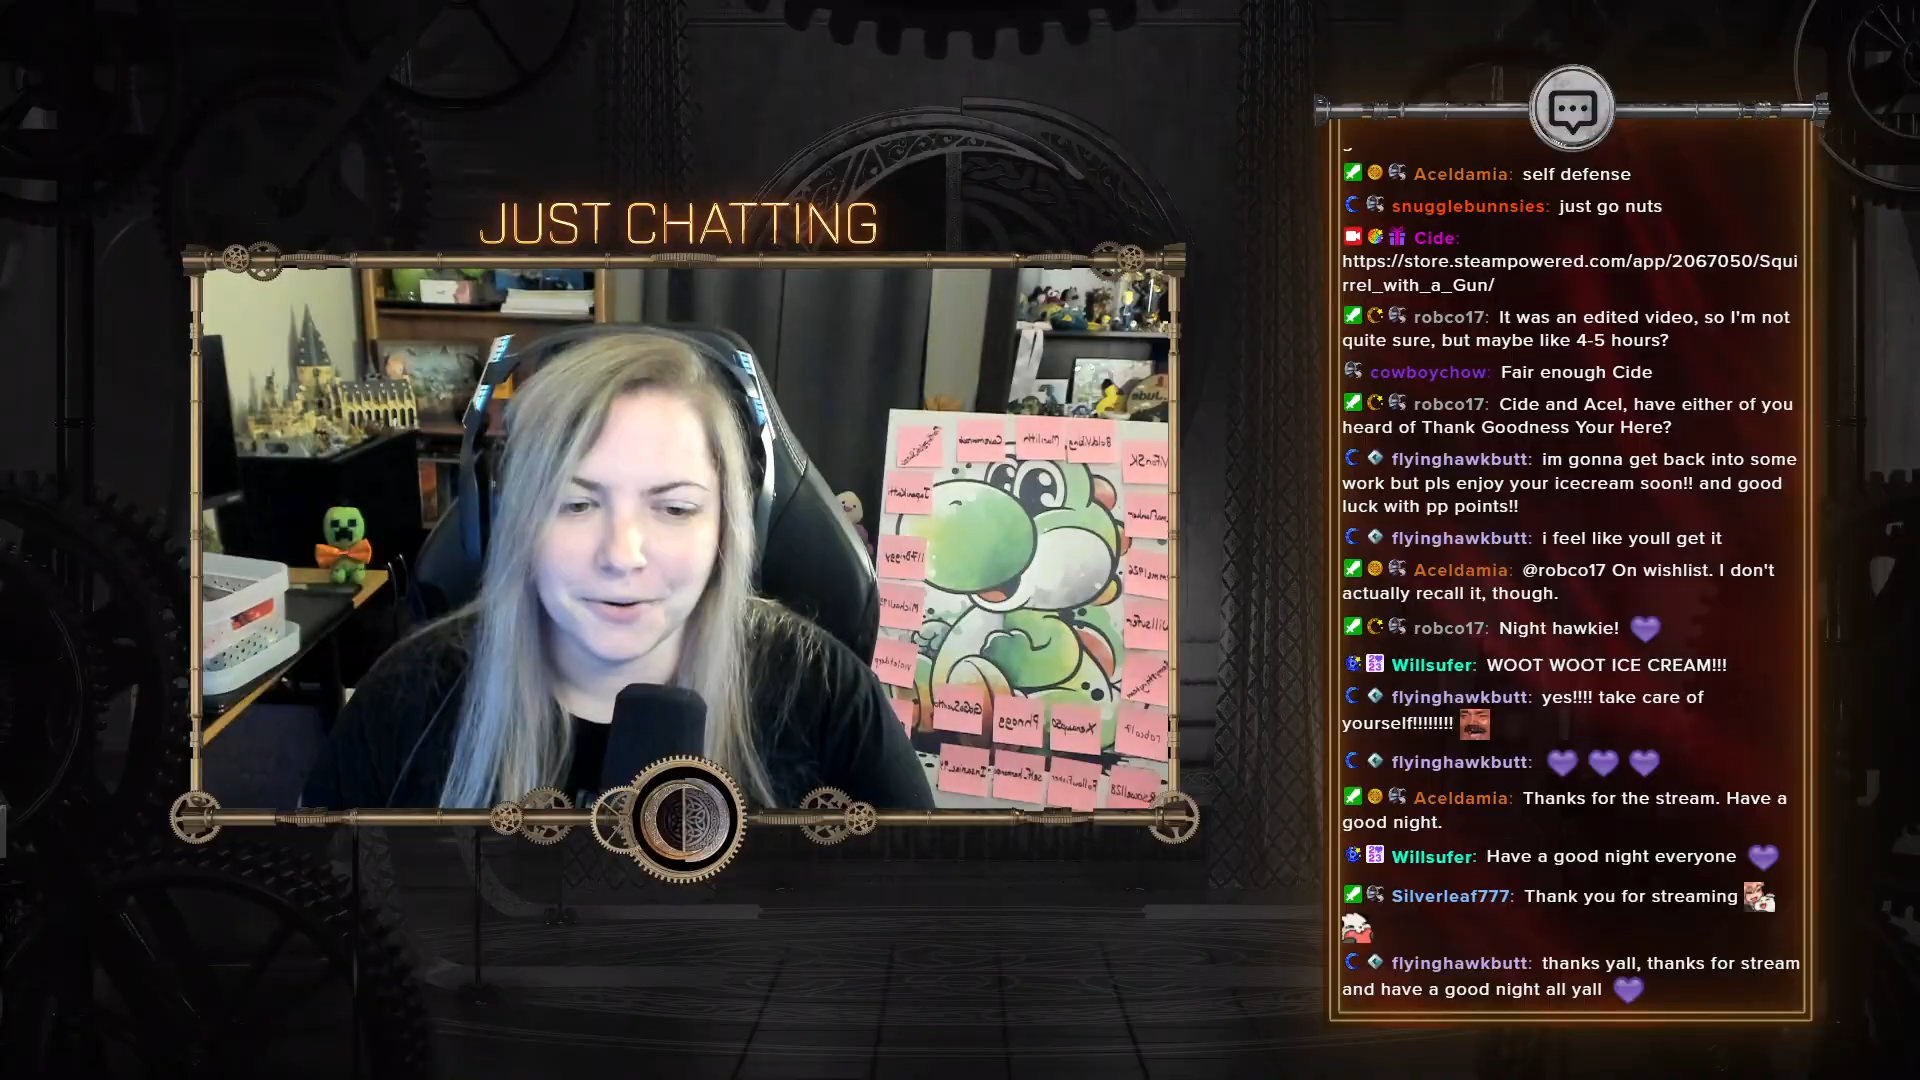 JUST CHATTING
Aceldamia: self defense
snugglebunnsies: just go nuts
Cide:
https://store.steampowered.com/app/2067050/Squi
rrel_with_a_Gun/
robco17: It was an edited video, so I'm not
quite sure, but maybe like 4-5 hours?
cowboychow: Fair enough Cide
robco17: Cide and Acel, have either of you
heard of Thank Goodness Your Here?
flyinghawkbutt: im gonna get back into some
work but pls enjoy your icecream soon!! and good
luck with pp points!!
flyinghawkbutt: i feel like youll get it
Aceldamia: @robco17 On wishlist. I don't
actually recall it, though.
robco17: Night hawkie!
Willsufer: WOOT WOOT ICE CREAM!!!
flyinghawkbutt: yes!!!! take care of
yourself!!!!!!!!
flyinghawkbutt:
Aceldamia: Thanks for the stream. Have a
good night.
Willsufer: Have a good night everyone
Silverleaf777: Thank you for streaming
flyinghawkbutt: thanks yall, thanks for stream
and have a good night all yall
BaldViking
Willsufer
Phrogg
robco17